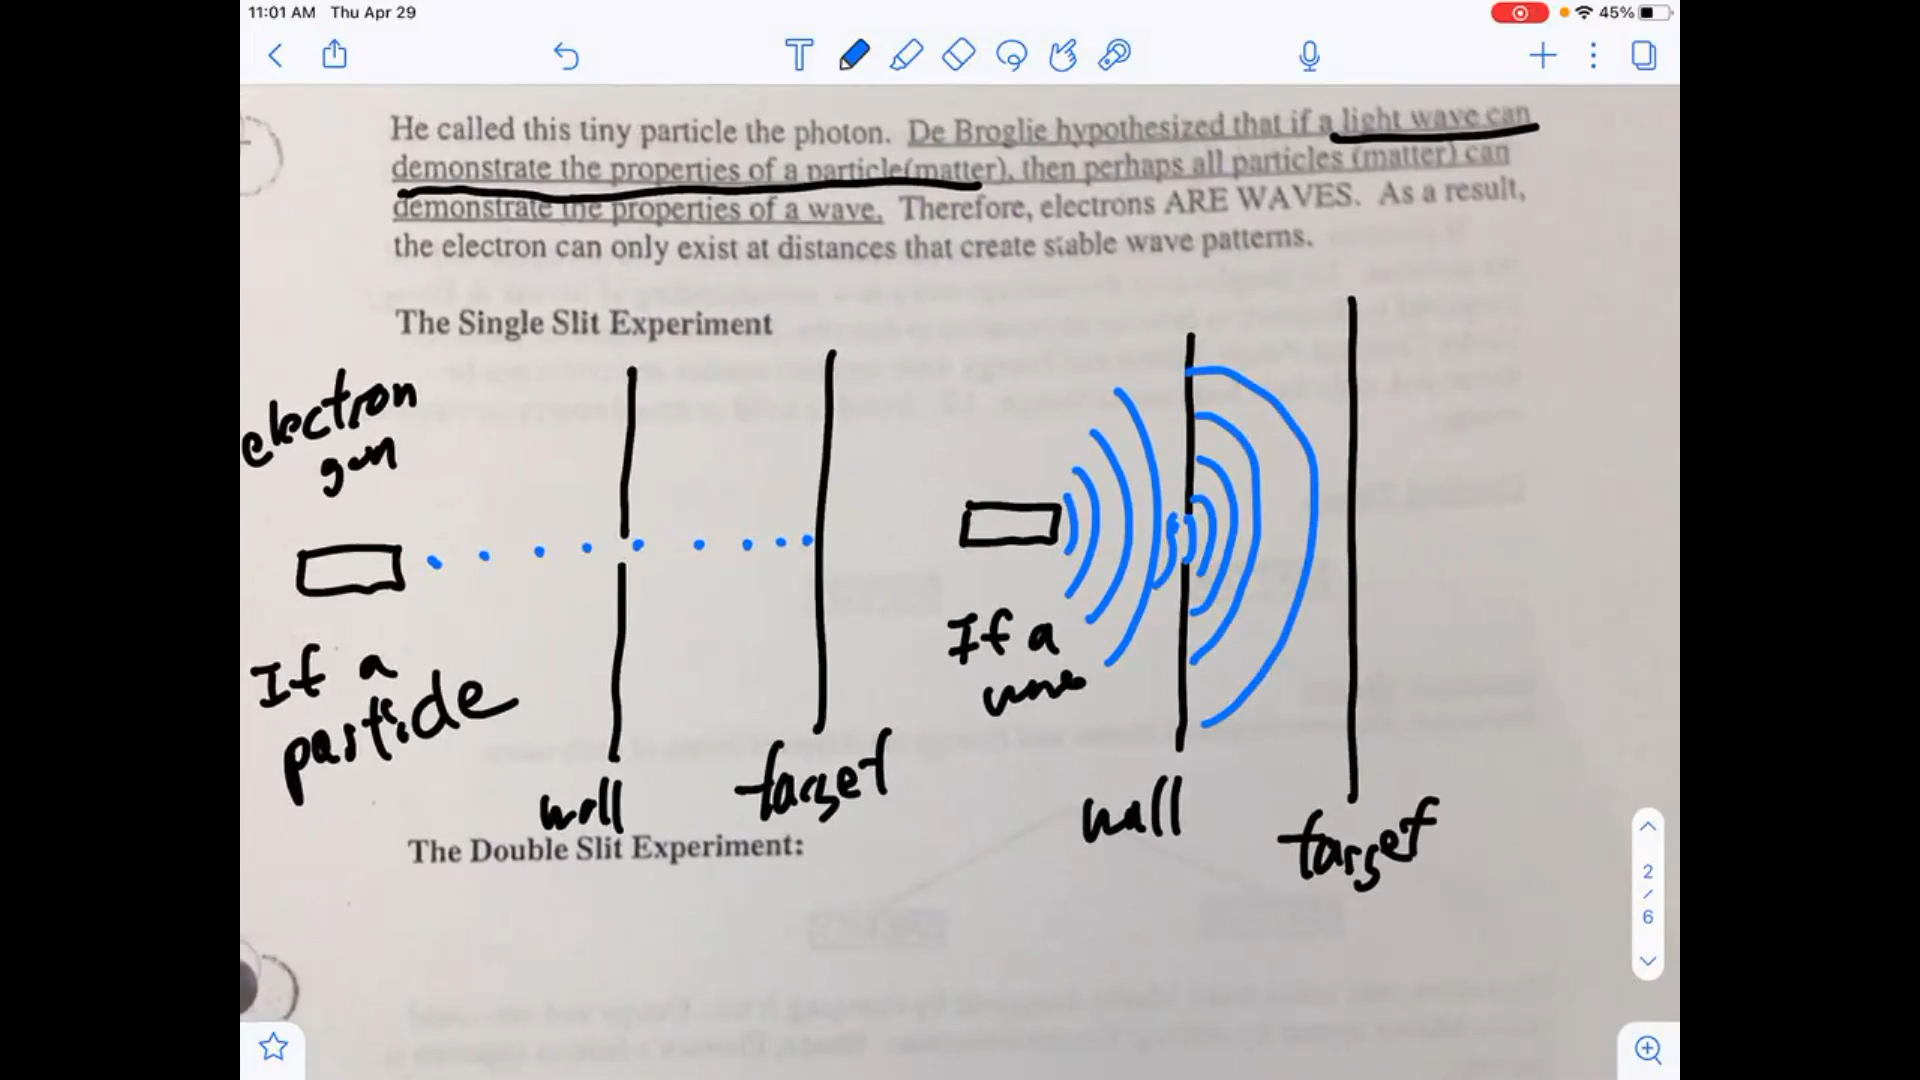 11:01 AM Thu Apr 29
45%
He called this tiny particle the photon. De Broglie hypothesized that if a light wave can
demonstrate the properties of a particle(matter), then perhaps all particles (matter) can
demonstrate the properties of a wave. Therefore, electrons ARE WAVES. As a result,
the electron can only exist at distances that create stable wave patterns.
The Single Slit Experiment
electron
gun
If a
particle
wall
target
If a
wave
wall
target
The Double Slit Experiment:
2
/
6